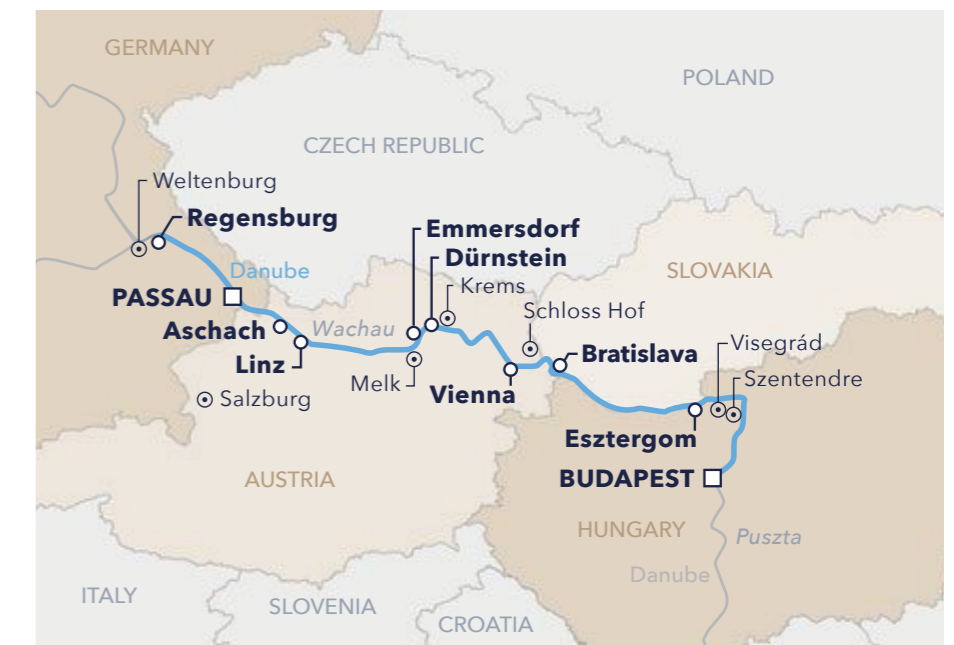 GERMANY
POLAND
CZECH REPUBLIC
Weltenburg
Regensburg
Emmersdorf
Dürnstein
Danube
SLOVAKIA
Krems
PASSAU
Schloss Hof
Aschach
Wachau
Visegrád
Bratislava
Linz
Melk
Szentendre
Vienna
Salzburg
Esztergom
AUSTRIA
BUDAPEST
HUNGARY
Puszta
Danube
ITALY
SLOVENIA
CROATIA